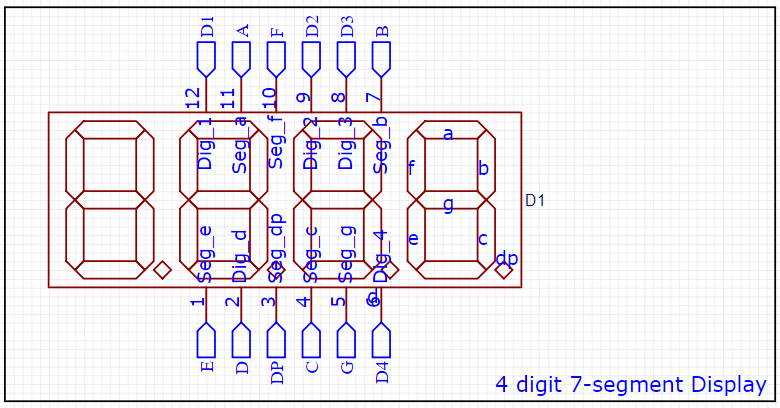 D1 A F D2 D3 B
12 11 10 9 8 7
Dig_1 Seg_a Seg_f Dig_2 Dig_3 Seg_b
a
f b
g
D1
e c
dp
d
Seg_e Dig_d Seg_dp Seg_c Seg_g Dig_4
1 2 3 4 5 6
E D DP C G D4
4 digit 7-segment Display